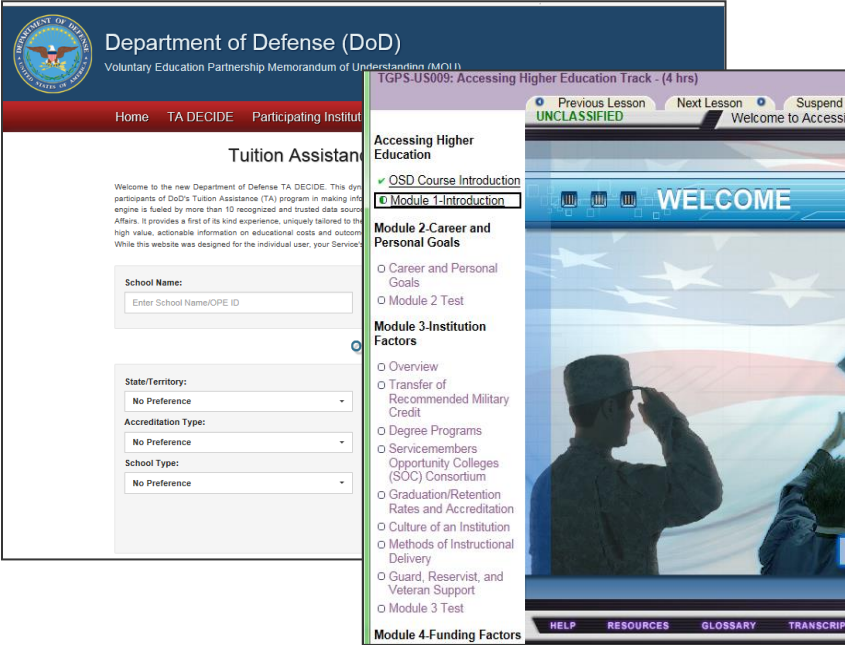 Department of Defense (DoD)
Voluntary Education Partnership Memorandum of Understanding (MOU)
Home TA DECIDE Participating Institut
Tuition Assistanc
Welcome to the new Department of Defense TA DECIDE. This dyn
participants of DoD's Tuition Assistance (TA) program in making info
engine is fueled by more than 10 recognized and trusted data source
Affairs. It provides a first of its kind experience, uniquely tailored to the
high value, actionable information on educational costs and outcom
While this website was designed for the individual user, your Service's
School Name:
Enter School Name/OPE ID
State/Territory:
No Preference
Accreditation Type:
No Preference
School Type:
No Preference
TGPS-US009: Accessing Higher Education Track - (4 hrs)
Previous Lesson Next Lesson Suspend
UNCLASSIFIED Welcome to Accessi
Accessing Higher
Education
OSD Course Introduction
Module 1-Introduction
Module 2-Career and
Personal Goals
Career and Personal
Goals
Module 2 Test
Module 3-Institution
Factors
Overview
Transfer of
Recommended Military
Credit
Degree Programs
Servicemembers
Opportunity Colleges
(SOC) Consortium
Graduation/Retention
Rates and Accreditation
Culture of an Institution
Methods of Instructional
Delivery
Guard, Reservist, and
Veteran Support
Module 3 Test
Module 4-Funding Factors
WELCOME
HELP RESOURCES GLOSSARY TRANSCRIP